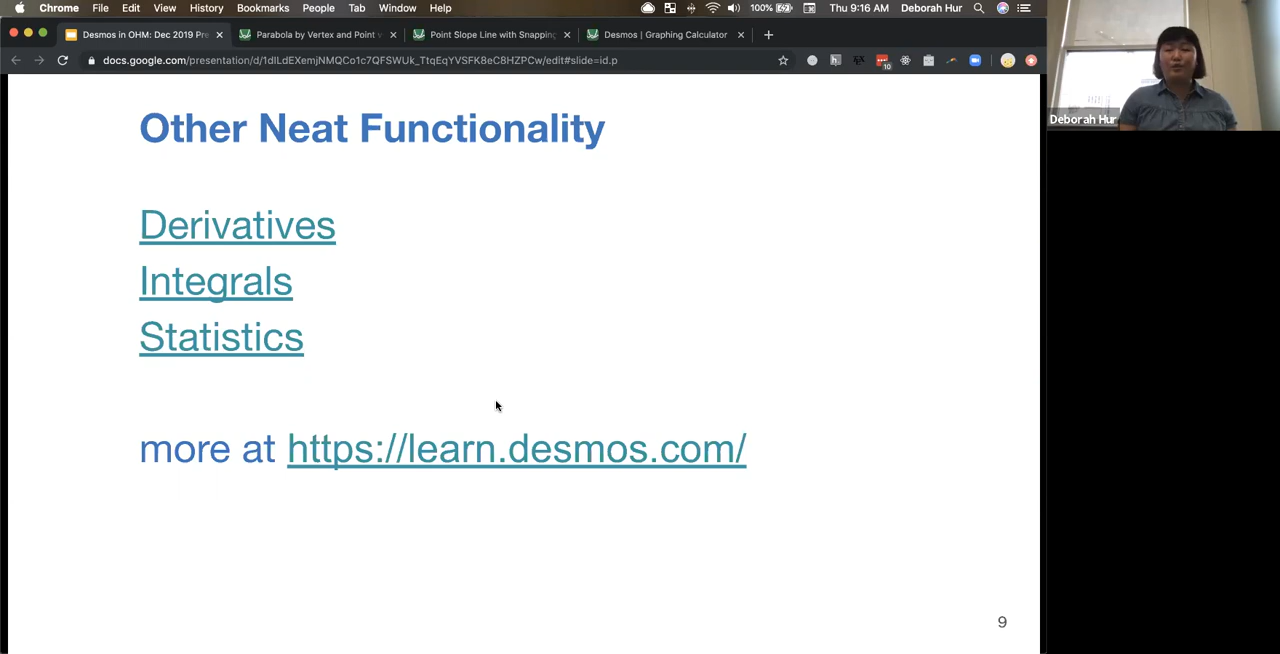 Chrome File Edit View History Bookmarks People Tab Window Help 100% Thu 9:16 AM Deborah Hur
Desmos in OHM: Dec 2019 Pre Parabola by Vertex and Point v Point Slope Line with Snapping Desmos | Graphing Calculator
docs.google.com/presentation/d/1dlLdEXemjNMQCo1c7QFSWUk_TtqEqYVSFK8eC8HZPCw/edit#slide=id.p 10
Deborah Hur
Other Neat Functionality
Derivatives
Integrals
Statistics
more at https://learn.desmos.com/
9